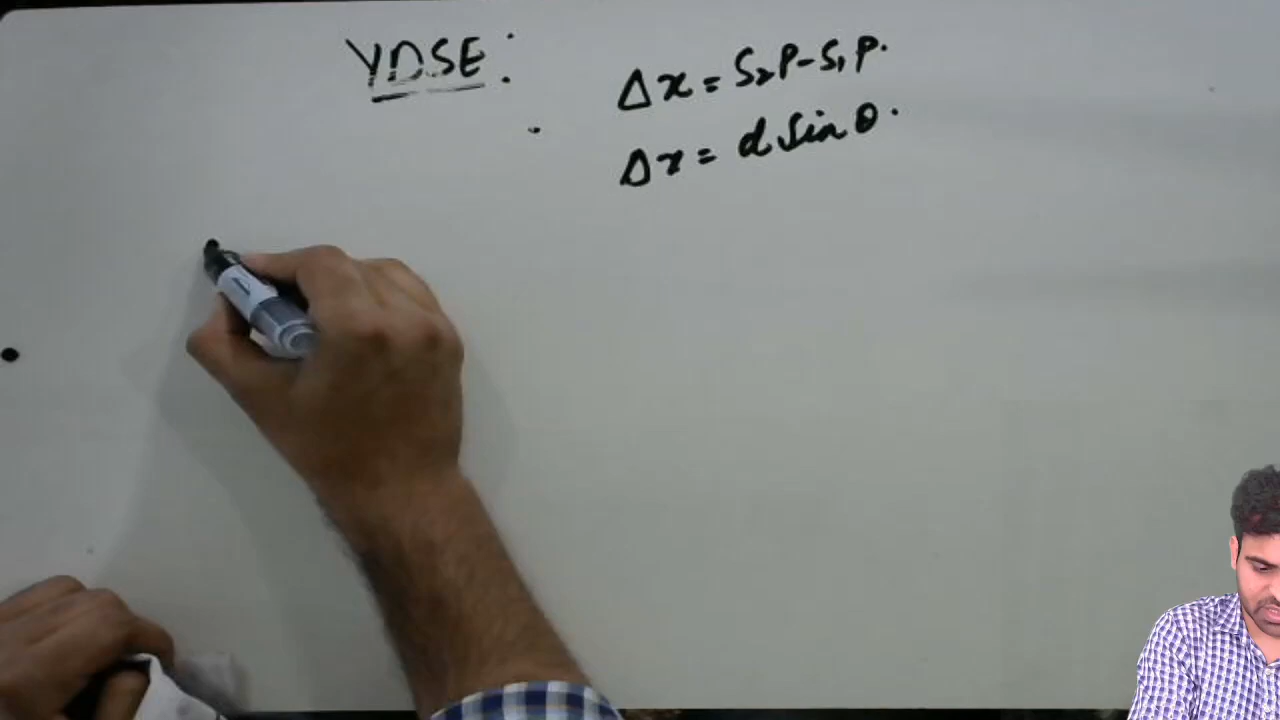 YDSE:
Δx = S₂P - S₁P.
Δx = d sin θ.